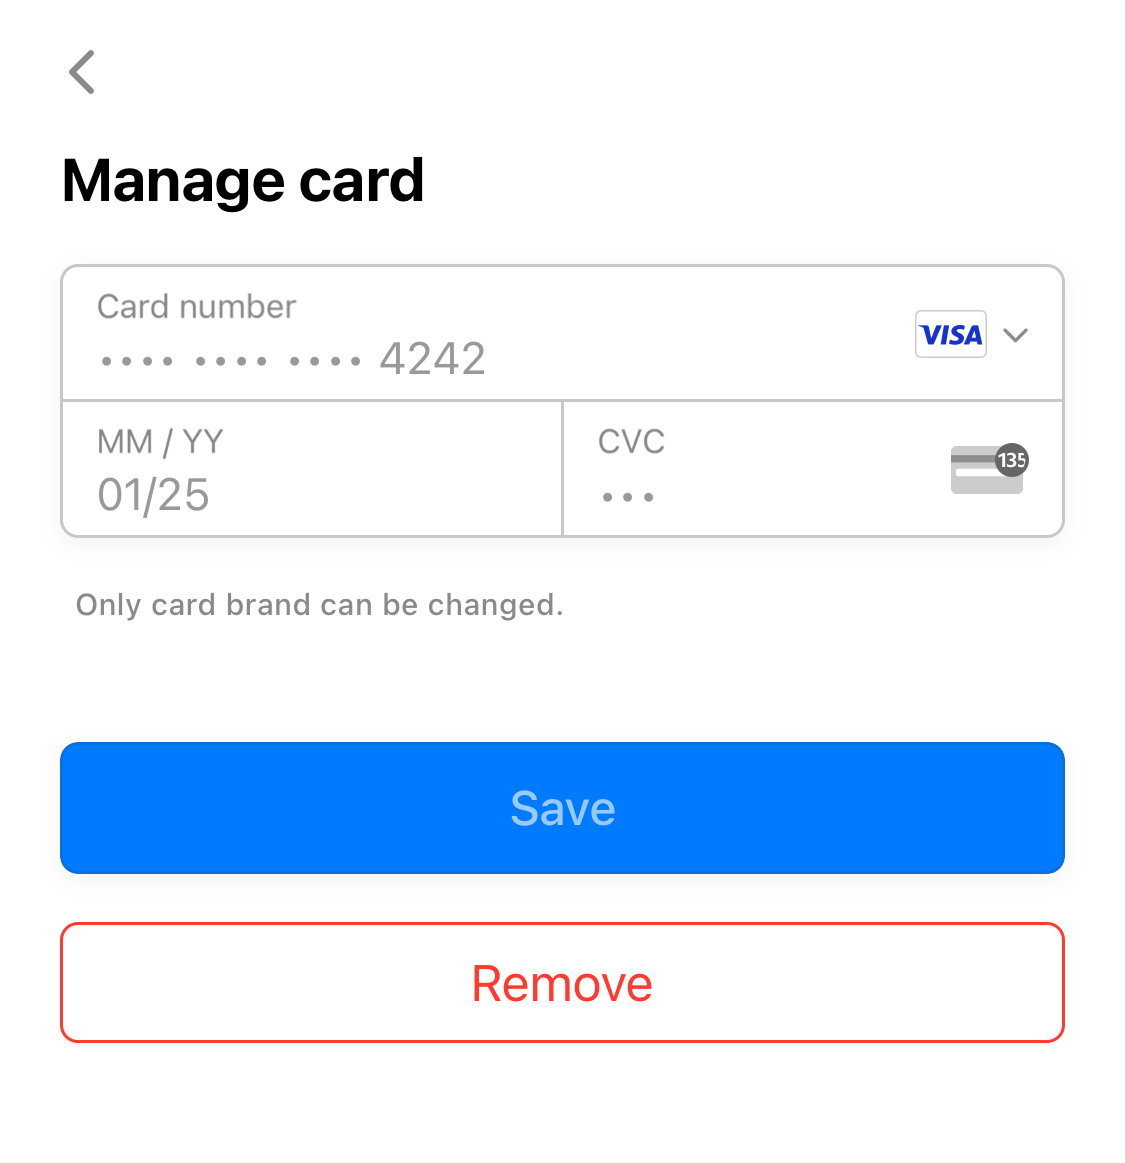 Manage card
Card number
•••• •••• •••• 4242
VISA
MM / YY
01/25
CVC
•••
135
Only card brand can be changed.
Save
Remove